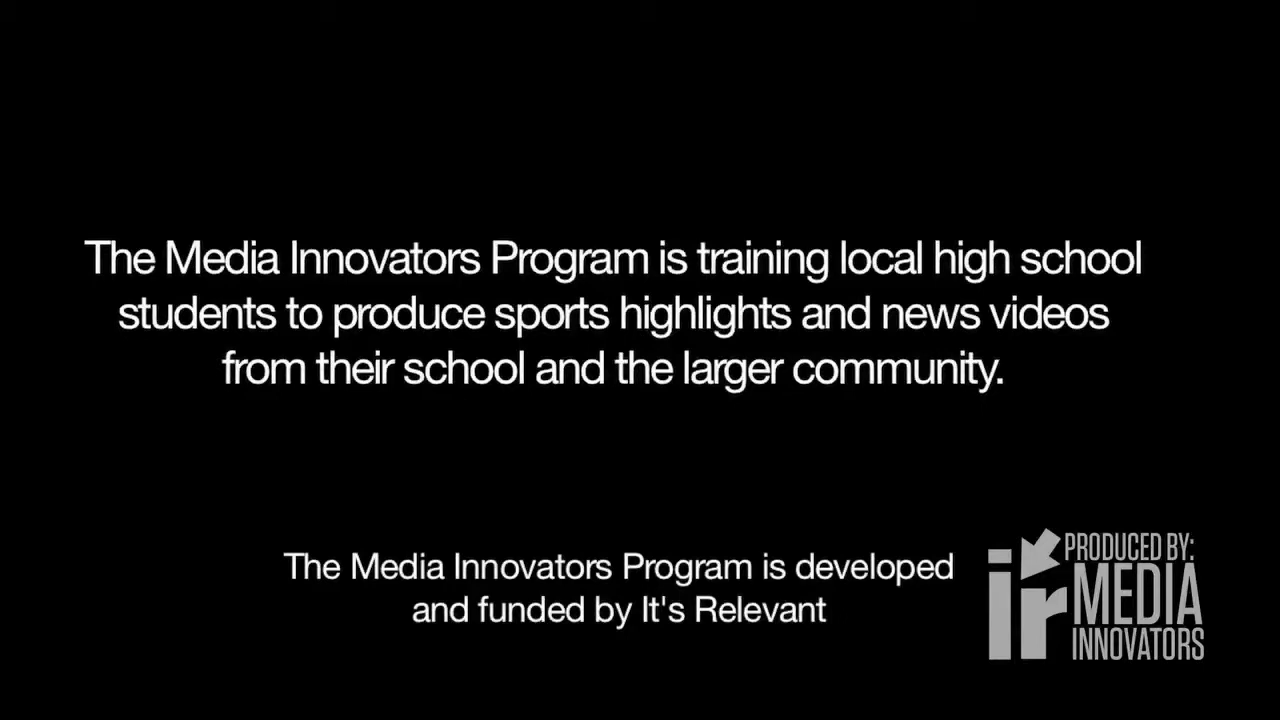 The Media Innovators Program is training local high school
students to produce sports highlights and news videos
from their school and the larger community.
The Media Innovators Program is developed
and funded by It's Relevant
ir
PRODUCED BY:
MEDIA
INNOVATORS